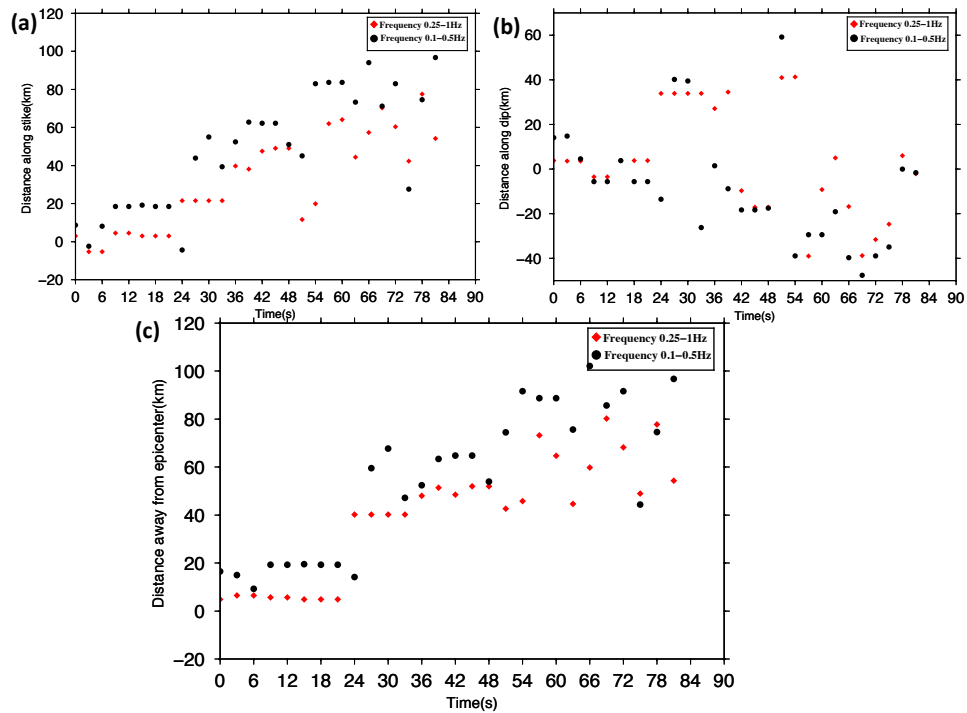 (a)
Distance along stike(km)
120
100
80
60
40
20
0
−20
Frequency 0.25−1Hz
Frequency 0.1−0.5Hz
0 6 12 18 24 30 36 42 48 54 60 66 72 78 84 90
Time(s)
(b)
Distance along dip(km)
60
40
20
0
−20
−40
Frequency 0.25−1Hz
Frequency 0.1−0.5Hz
0 6 12 18 24 30 36 42 48 54 60 66 72 78 84 90
Time(s)
(c)
Distance away from epicenter(km)
120
100
80
60
40
20
0
−20
Frequency 0.25−1Hz
Frequency 0.1−0.5Hz
0 6 12 18 24 30 36 42 48 54 60 66 72 78 84 90
Time(s)